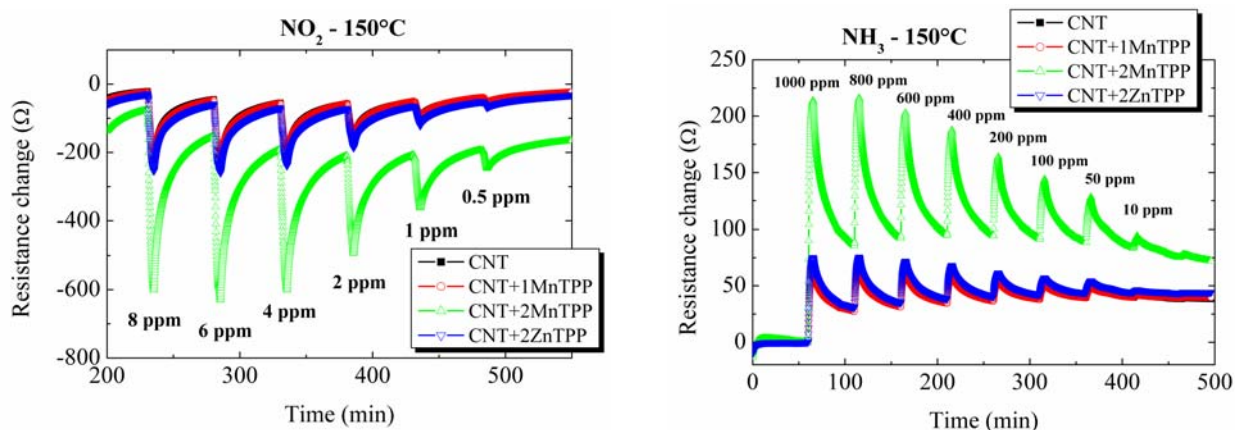 NO₂ - 150°C
0
-200
-400
-600
-800
Resistance change (Ω)
8 ppm
6 ppm
4 ppm
2 ppm
1 ppm
0.5 ppm
CNT
CNT+1MnTPP
CNT+2MnTPP
CNT+2ZnTPP
200
300
400
500
Time (min)
NH₃ - 150°C
CNT
CNT+1MnTPP
CNT+2MnTPP
CNT+2ZnTPP
250
200
150
100
50
0
Resistance change (Ω)
1000 ppm
800 ppm
600 ppm
400 ppm
200 ppm
100 ppm
50 ppm
10 ppm
0
100
200
300
400
500
Time (min)